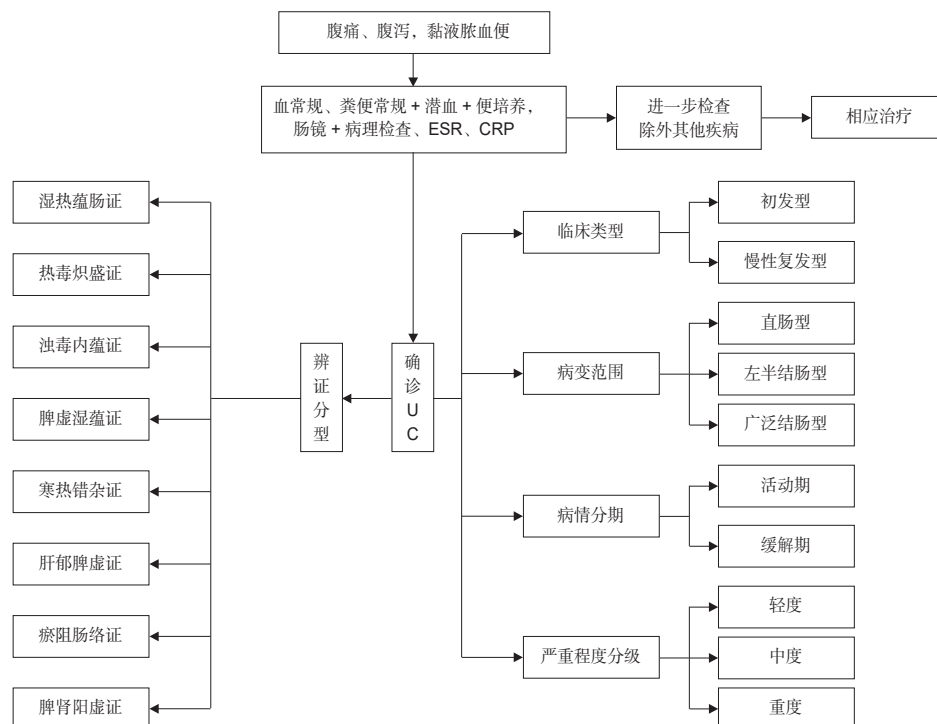 腹痛、腹泻，黏液脓血便
血常规、粪便常规 + 潜血 + 便培养，
肠镜 + 病理检查、ESR、CRP
进一步检查
除外其他疾病
相应治疗
湿热蕴肠证
热毒炽盛证
浊毒内蕴证
脾虚湿蕴证
寒热错杂证
肝郁脾虚证
瘀阻肠络证
脾肾阳虚证
辨
证
分
型
确
诊
U
C
临床类型
初发型
慢性复发型
病变范围
直肠型
左半结肠型
广泛结肠型
病情分期
活动期
缓解期
严重程度分级
轻度
中度
重度